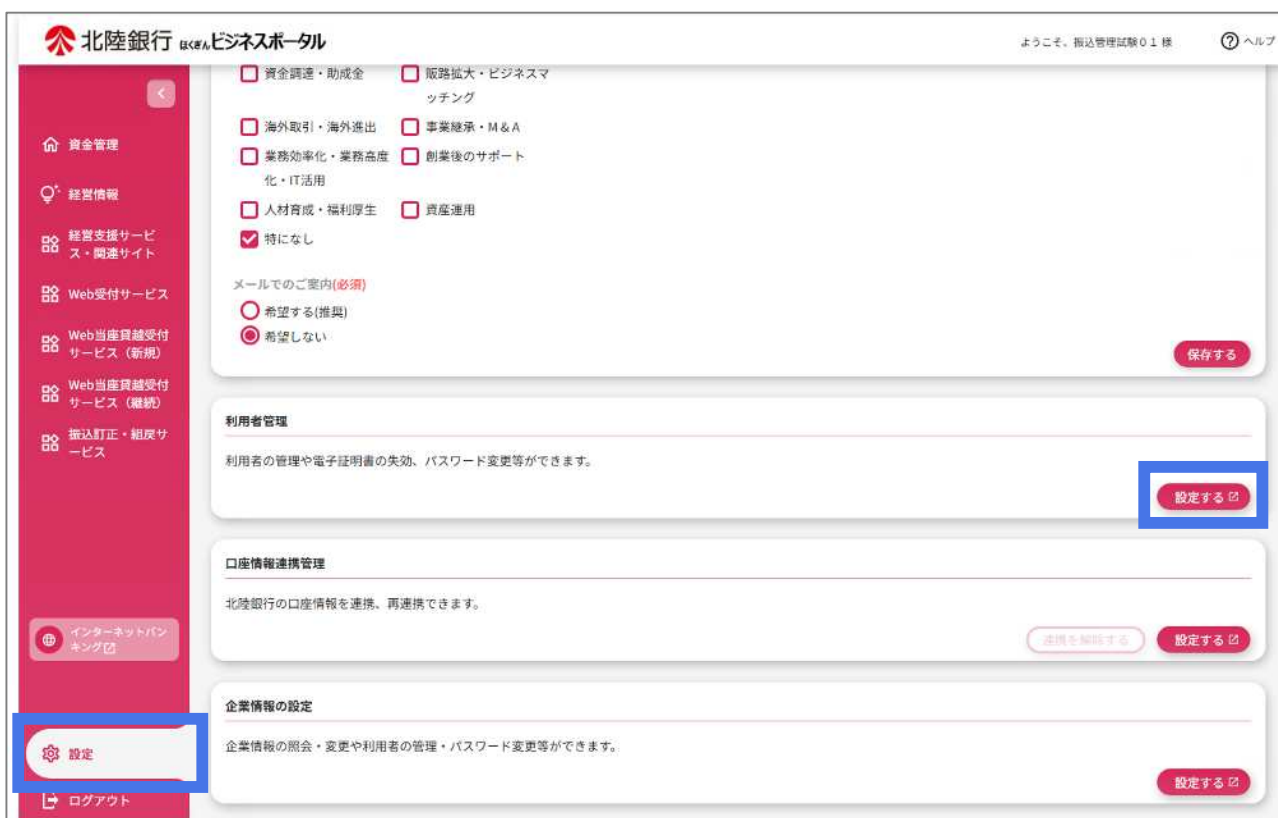 北陸銀行 ほくぎんビジネスポータル
ようこそ、振込管理試験01様
ヘルプ
資金管理
経営情報
経営支援サービ
ス・関連サイト
Web受付サービス
Web当座貸越受付
サービス（新規）
Web当座貸越受付
サービス（継続）
振込訂正・組戻サ
ービス
インターネットバン
キング
設定
ログアウト
資金調達・助成金
販路拡大・ビジネスマ
ッチング
海外取引・海外進出
事業継承・M＆A
業務効率化・業務高度
化・IT活用
創業後のサポート
人材育成・福利厚生
資産運用
特になし
メールでのご案内(必須)
希望する(推奨)
希望しない
保存する
利用者管理
利用者の管理や電子証明書の失効、パスワード変更等ができます。
設定する
口座情報連携管理
北陸銀行の口座情報を連携、再連携できます。
連携を解除する
設定する
企業情報の設定
企業情報の照会・変更や利用者の管理・パスワード変更等ができます。
設定する